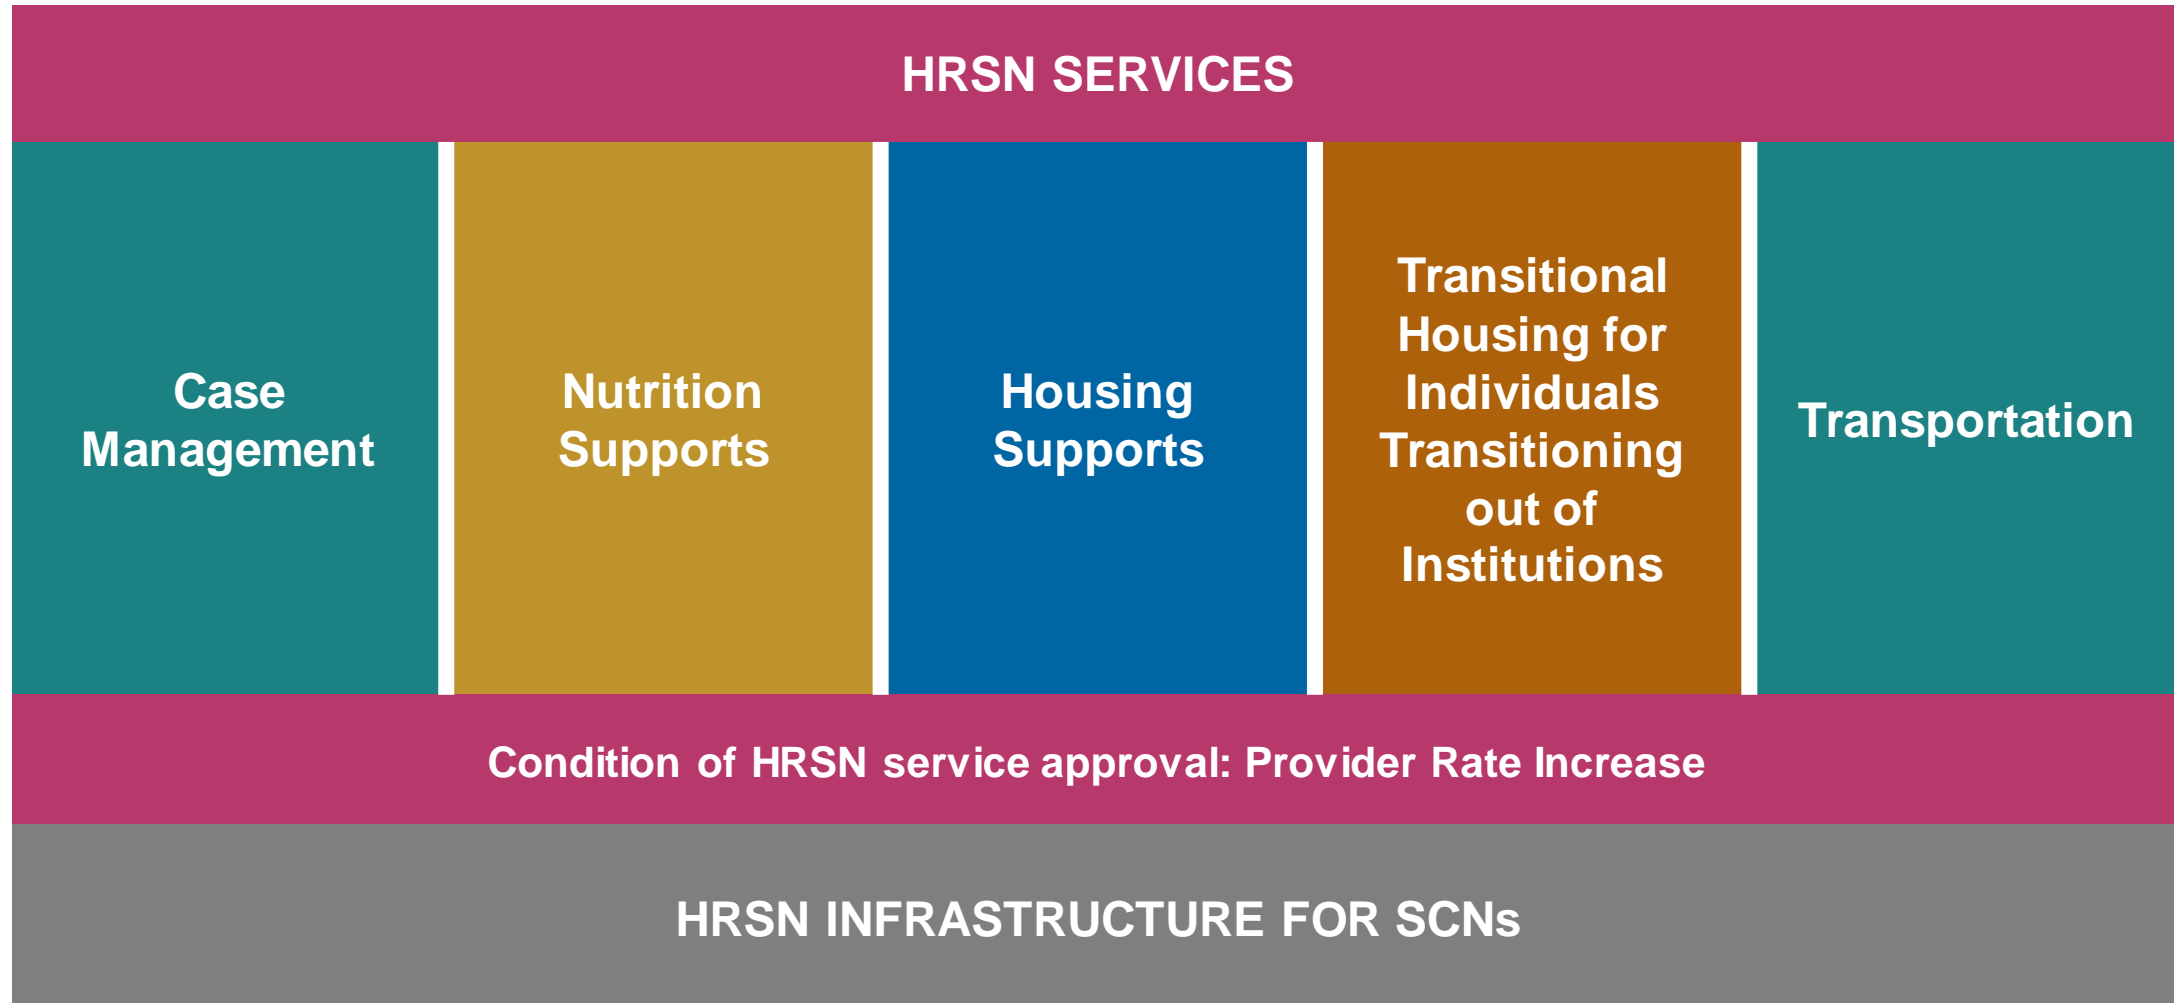 HRSN SERVICES
Case
Management
Nutrition
Supports
Housing
Supports
Transitional
Housing for
Individuals
Transitioning
out of
Institutions
Transportation
Condition of HRSN service approval: Provider Rate Increase
HRSN INFRASTRUCTURE FOR SCNs